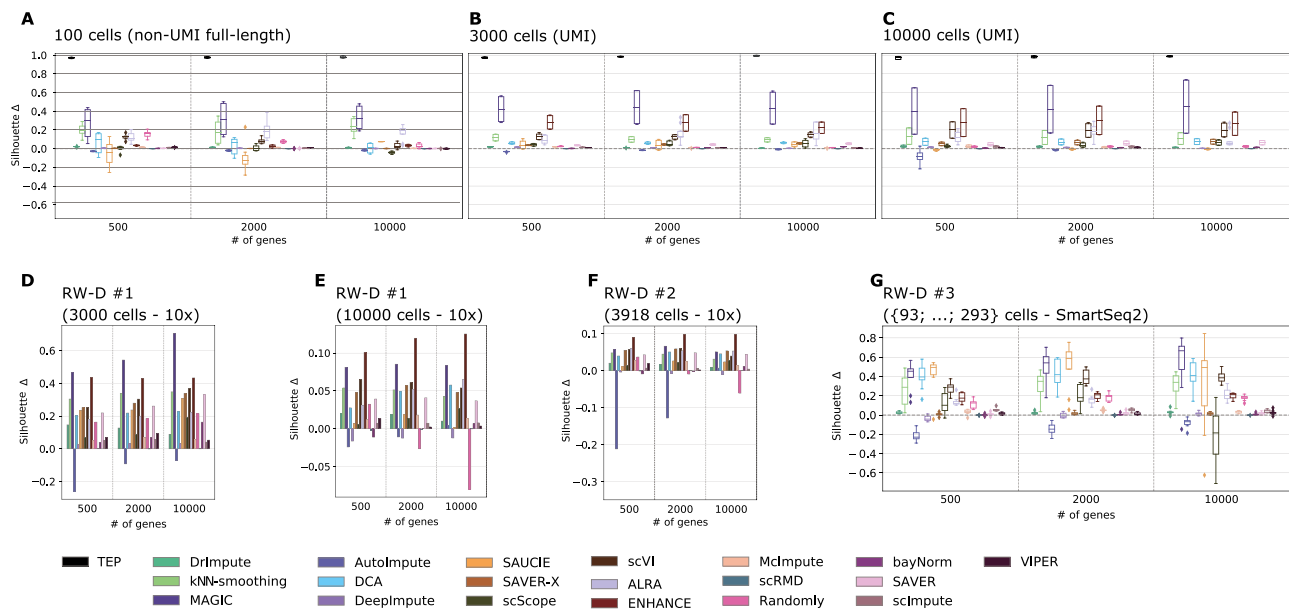 A
100 cells (non-UMI full-length)
B
3000 cells (UMI)
C
10000 cells (UMI)
1.0
0.8
0.6
0.4
0.2
0.0
−0.2
−0.4
−0.6
Silhouette Δ
500 2000 10000
# of genes
500 2000 10000
# of genes
500 2000 10000
# of genes
D
RW-D #1
(3000 cells - 10x)
E
RW-D #1
(10000 cells - 10x)
F
RW-D #2
(3918 cells - 10x)
G
RW-D #3
({93; ...; 293} cells - SmartSeq2)
Silhouette Δ
0.6
0.4
0.2
0.0
−0.2
500 2000 10000
# of genes
Silhouette Δ
0.10
0.05
0.00
−0.05
500 2000 10000
# of genes
Silhouette Δ
0.1
0.0
−0.1
−0.2
−0.3
500 2000 10000
# of genes
Silhouette Δ
0.8
0.6
0.4
0.2
0.0
−0.2
−0.4
−0.6
500 2000 10000
# of genes
TEP
DrImpute
kNN-smoothing
MAGIC
AutoImpute
DCA
DeepImpute
SAUCIE
SAVER-X
scScope
scVI
ALRA
ENHANCE
McImpute
scRMD
Randomly
bayNorm
SAVER
scImpute
VIPER